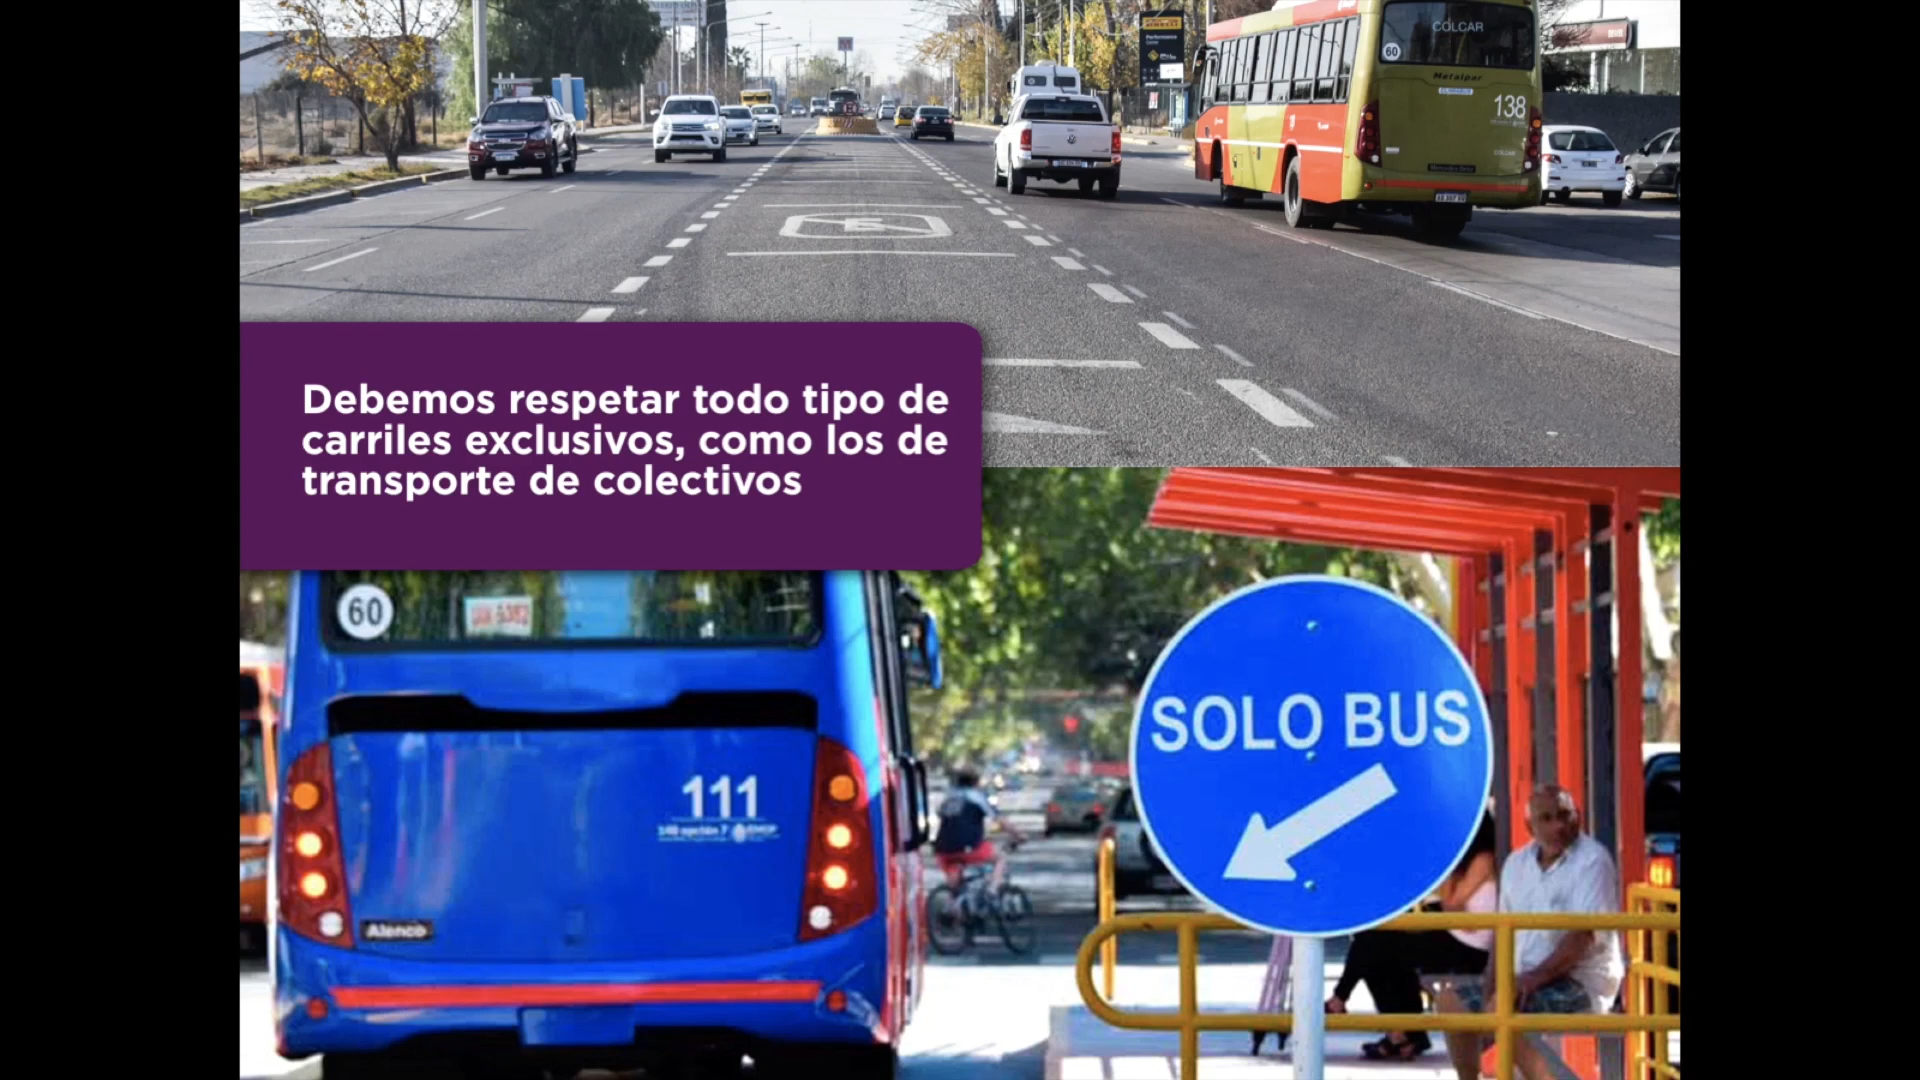 COLCAR
60
Metalpar
138
Debemos respetar todo tipo de
carriles exclusivos, como los de
transporte de colectivos
60
111
Alenco
SOLO BUS